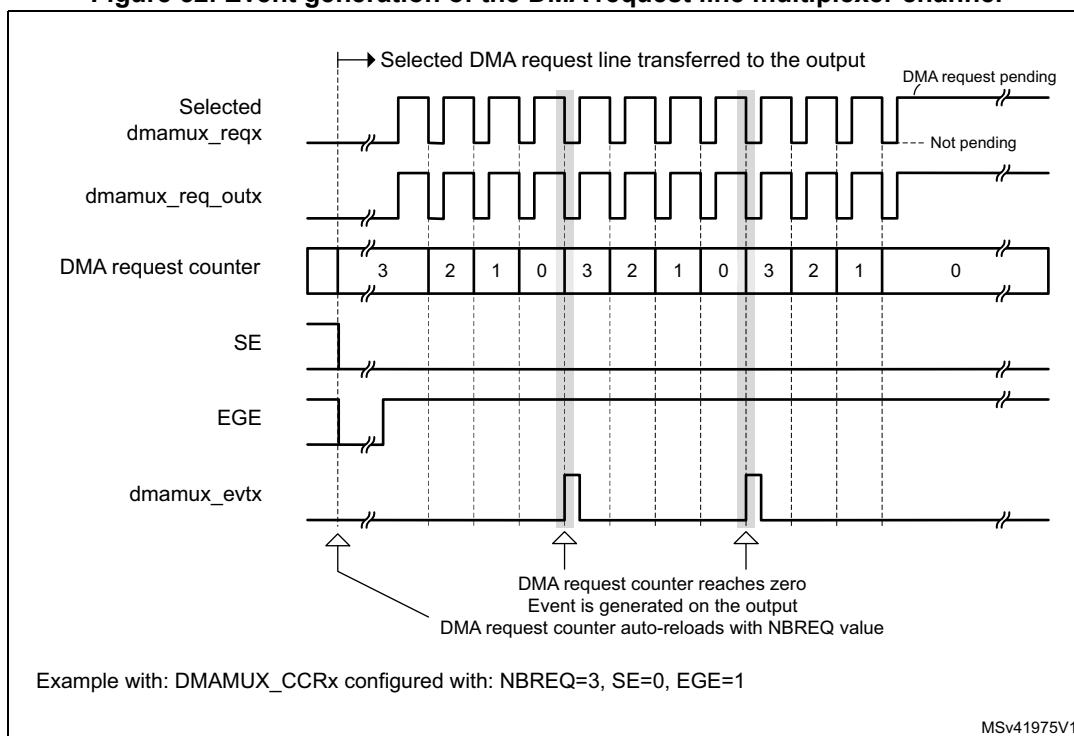 Figure 62. Event generation of the DMA request line multiplexer channel
Selected DMA request line transferred to the output
DMA request pending
Selected
dmamux_reqx
Not pending
dmamux_req_outx
DMA request counter
3 2 1 0 3 2 1 0 3 2 1 0
SE
EGE
dmamux_evtx
DMA request counter reaches zero
Event is generated on the output
DMA request counter auto-reloads with NBREQ value
Example with: DMAMUX_CCRx configured with: NBREQ=3, SE=0, EGE=1
MSv41975V1